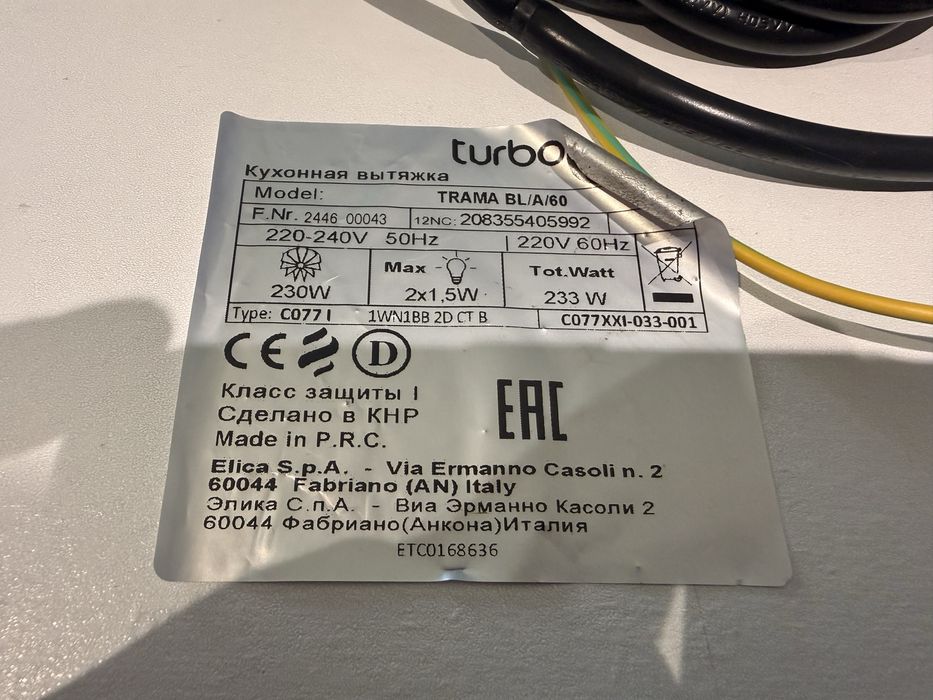 turbo
Кухонная вытяжка
Model: TRAMA BL/A/60
F.Nr. 2446 00043 12NC: 208355405992
220-240V 50Hz 220V 60Hz
Max Tot.Watt
230W 2x1,5W 233 W
Type: C077 I 1WN1BB 2D CT B C077XXI-033-001
CE D
Класс защиты I
Сделано в КНР
EAC
Made in P.R.C.
Elica S.p.A. - Via Ermanno Casoli n. 2
60044 Fabriano (AN) Italy
Элика С.п.А. - Виа Эрманно Касоли 2
60044 Фабриано(Анкона)Италия
ETC0168636